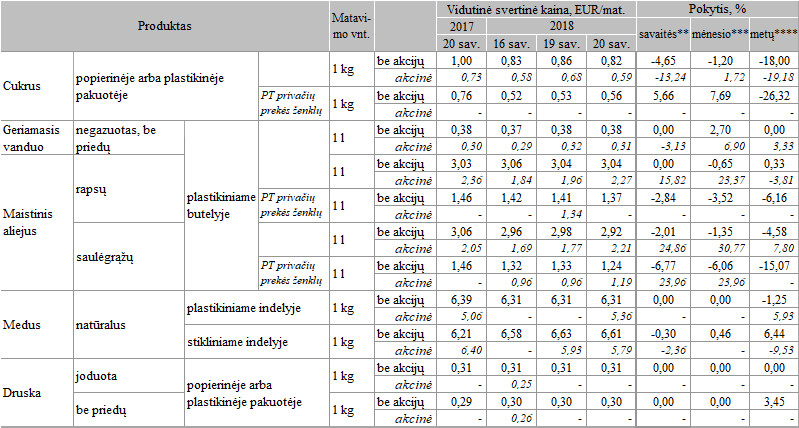 Produktas Matavi- Vidutinė svertinė kaina, EUR/mat. Pokytis, %
mo vnt. 2017 2018 savaitės** mėnesio*** metų****
20 sav. 16 sav. 19 sav. 20 sav.
Cukrus popierinėje arba plastikinėje pakuotėje 1 kg be akcijų 1,00 0,83 0,86 0,82 -4,65 -1,20 -18,00
akcinė 0,73 0,58 0,68 0,59 -13,24 1,72 -19,18
PT privačių prekės ženklų 1 kg be akcijų 0,76 0,52 0,53 0,56 5,66 7,69 -26,32
akcinė - - - - - - -
Geriamasis vanduo negazuotas, be priedų plastikiniame butelyje 1 l be akcijų 0,38 0,37 0,38 0,38 0,00 2,70 0,00
akcinė 0,30 0,29 0,32 0,31 -3,13 6,90 3,33
Maistinis aliejus rapsų 1 l be akcijų 3,03 3,06 3,04 3,04 0,00 -0,65 0,33
akcinė 2,36 1,84 1,96 2,27 15,82 23,37 -3,81
PT privačių prekės ženklų 1 l be akcijų 1,46 1,42 1,41 1,37 -2,84 -3,52 -6,16
akcinė - - 1,34 - - - -
saulėgrąžų 1 l be akcijų 3,06 2,96 2,98 2,92 -2,01 -1,35 -4,58
akcinė 2,05 1,69 1,77 2,21 24,86 30,77 7,80
PT privačių prekės ženklų 1 l be akcijų 1,46 1,32 1,33 1,24 -6,77 -6,06 -15,07
akcinė - 0,96 0,96 1,19 23,96 23,96 -
Medus natūralus plastikiniame indelyje 1 kg be akcijų 6,39 6,31 6,31 6,31 0,00 0,00 -1,25
akcinė 5,06 - - 5,36 - - 5,93
stikliniame indelyje 1 kg be akcijų 6,21 6,58 6,63 6,61 -0,30 0,46 6,44
akcinė 6,40 - 5,93 5,79 -2,36 - -9,53
Druska joduota popierinėje arba plastikinėje pakuotėje 1 kg be akcijų 0,31 0,31 0,31 0,31 0,00 0,00 0,00
akcinė - 0,25 - - - - -
be priedų 1 kg be akcijų 0,29 0,30 0,30 0,30 0,00 0,00 3,45
akcinė - 0,26 - - - - -